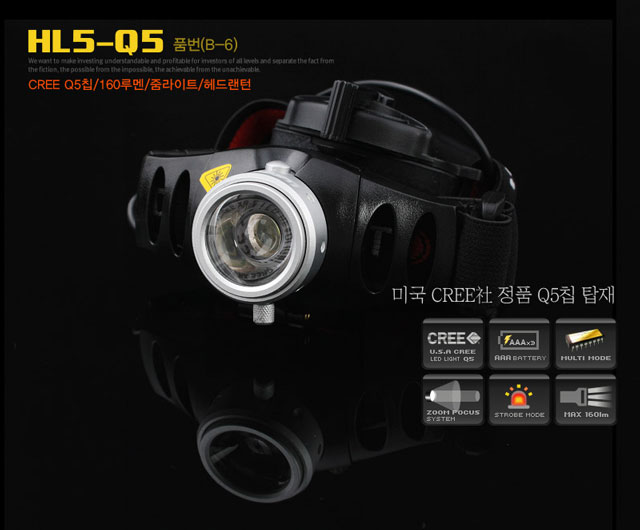 HL5-Q5 품번(B-6)
We want to make investing understandable and profitable for investors of all levels and separate the fact from
the fiction, the possible from the impossible, the achievable from the unachievable.
CREE Q5칩/160루멘/줌라이트/헤드랜턴
미국 CREE社 정품 Q5칩 탑재
CREE
U.S.A CREE
LED LIGHT Q5
AAAx3
AAA BATTERY
MULTI MODE
ZOOM FOCUS
SYSTEM
STROBE MODE
MAX 160lm